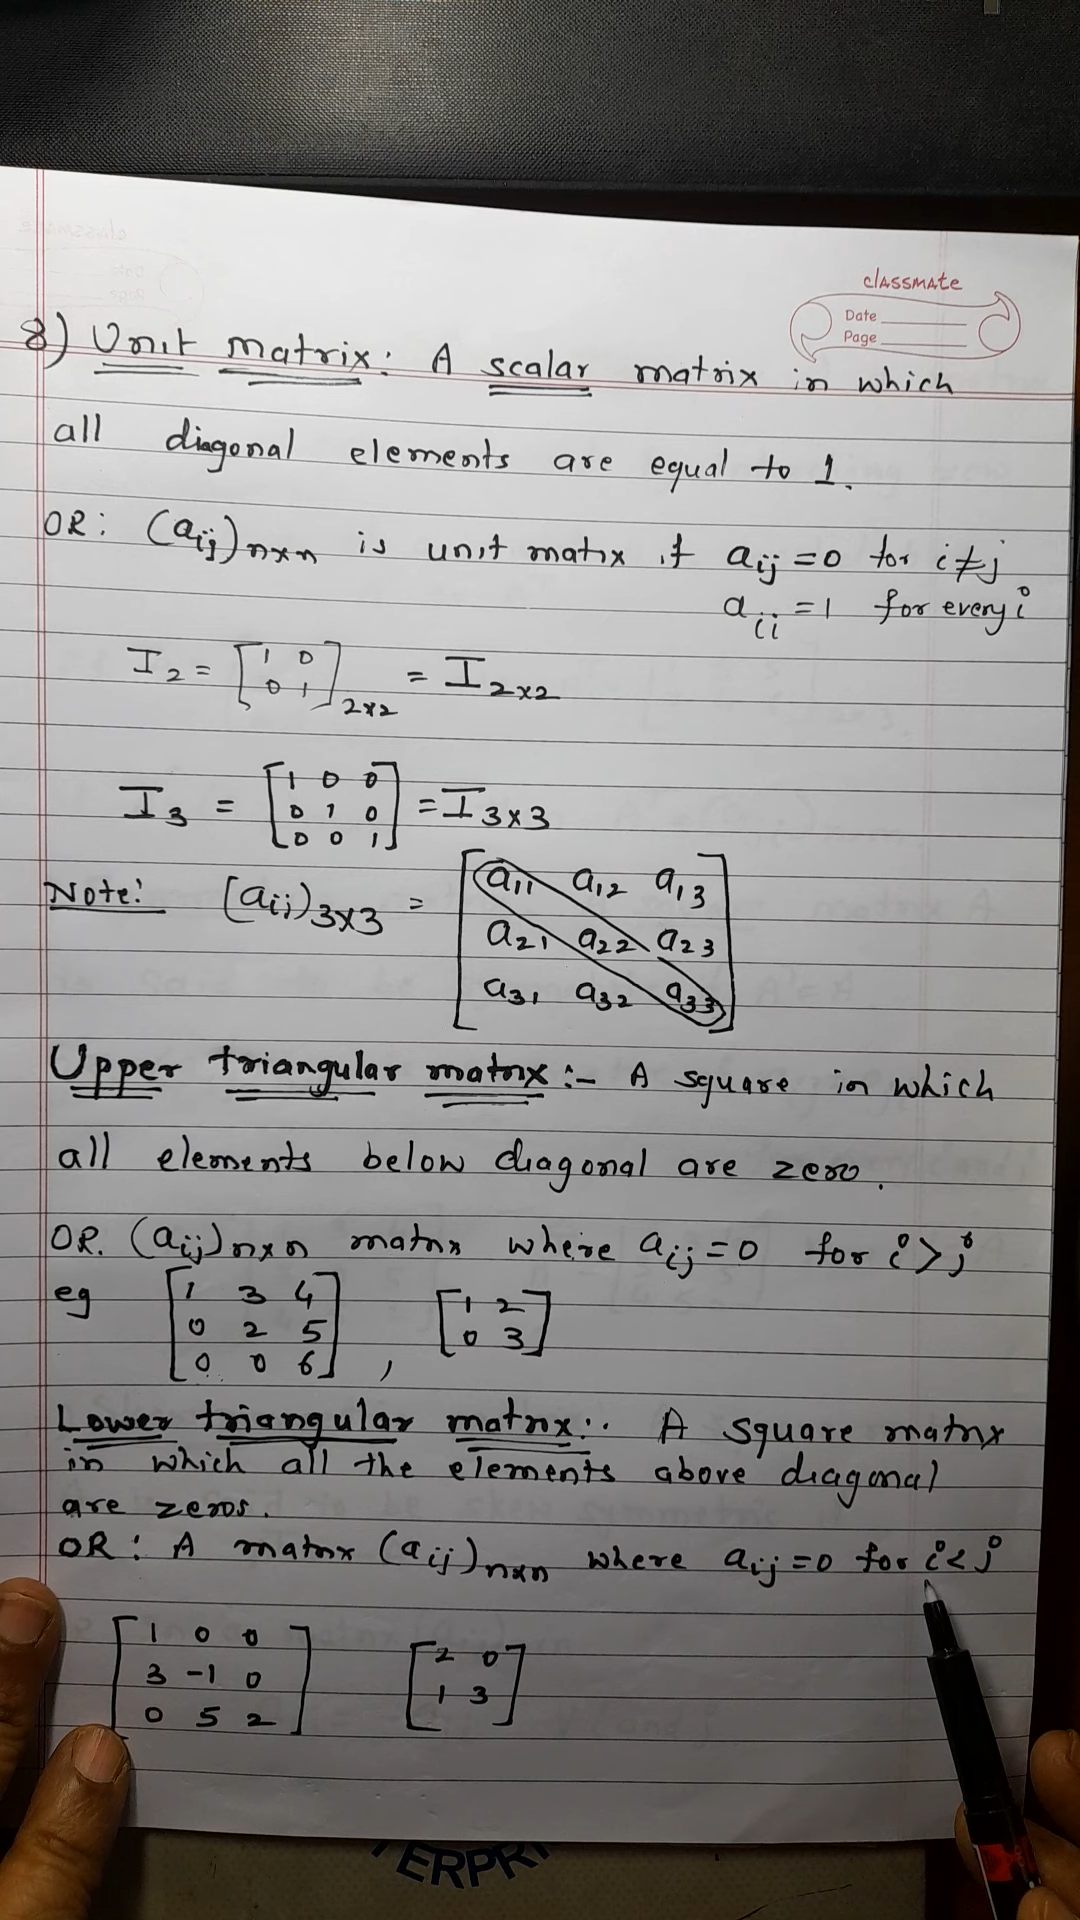 classmate
Date
Page
8) Unit matrix: A scalar matrix in which
all diagonal elements are equal to 1.
OR: (aij)n×n is unit matix if aij = 0 for i≠j
aii = 1 for every i
I2 = [1 0
0 1]2×2 = I2×2
I3 = [1 0 0
0 1 0
0 0 1] = I3×3
Note: (aij)3×3 = [a11 a12 a13
a21 a22 a23
a31 a32 a33]
Upper triangular matrix :- A square in which
all elements below diagonal are zero.
OR. (aij)n×n matrix where aij = 0 for i > j
eg [1 3 4
0 2 5
0 0 6] , [1 2
0 3]
Lower triangular matrix:. A square matrix
in which all the elements above diagonal
are zeros.
OR: A matrix (aij)n×n where aij = 0 for i < j
[1 0 0
3 -1 0
0 5 2] [2 0
1 3]
TERPRI